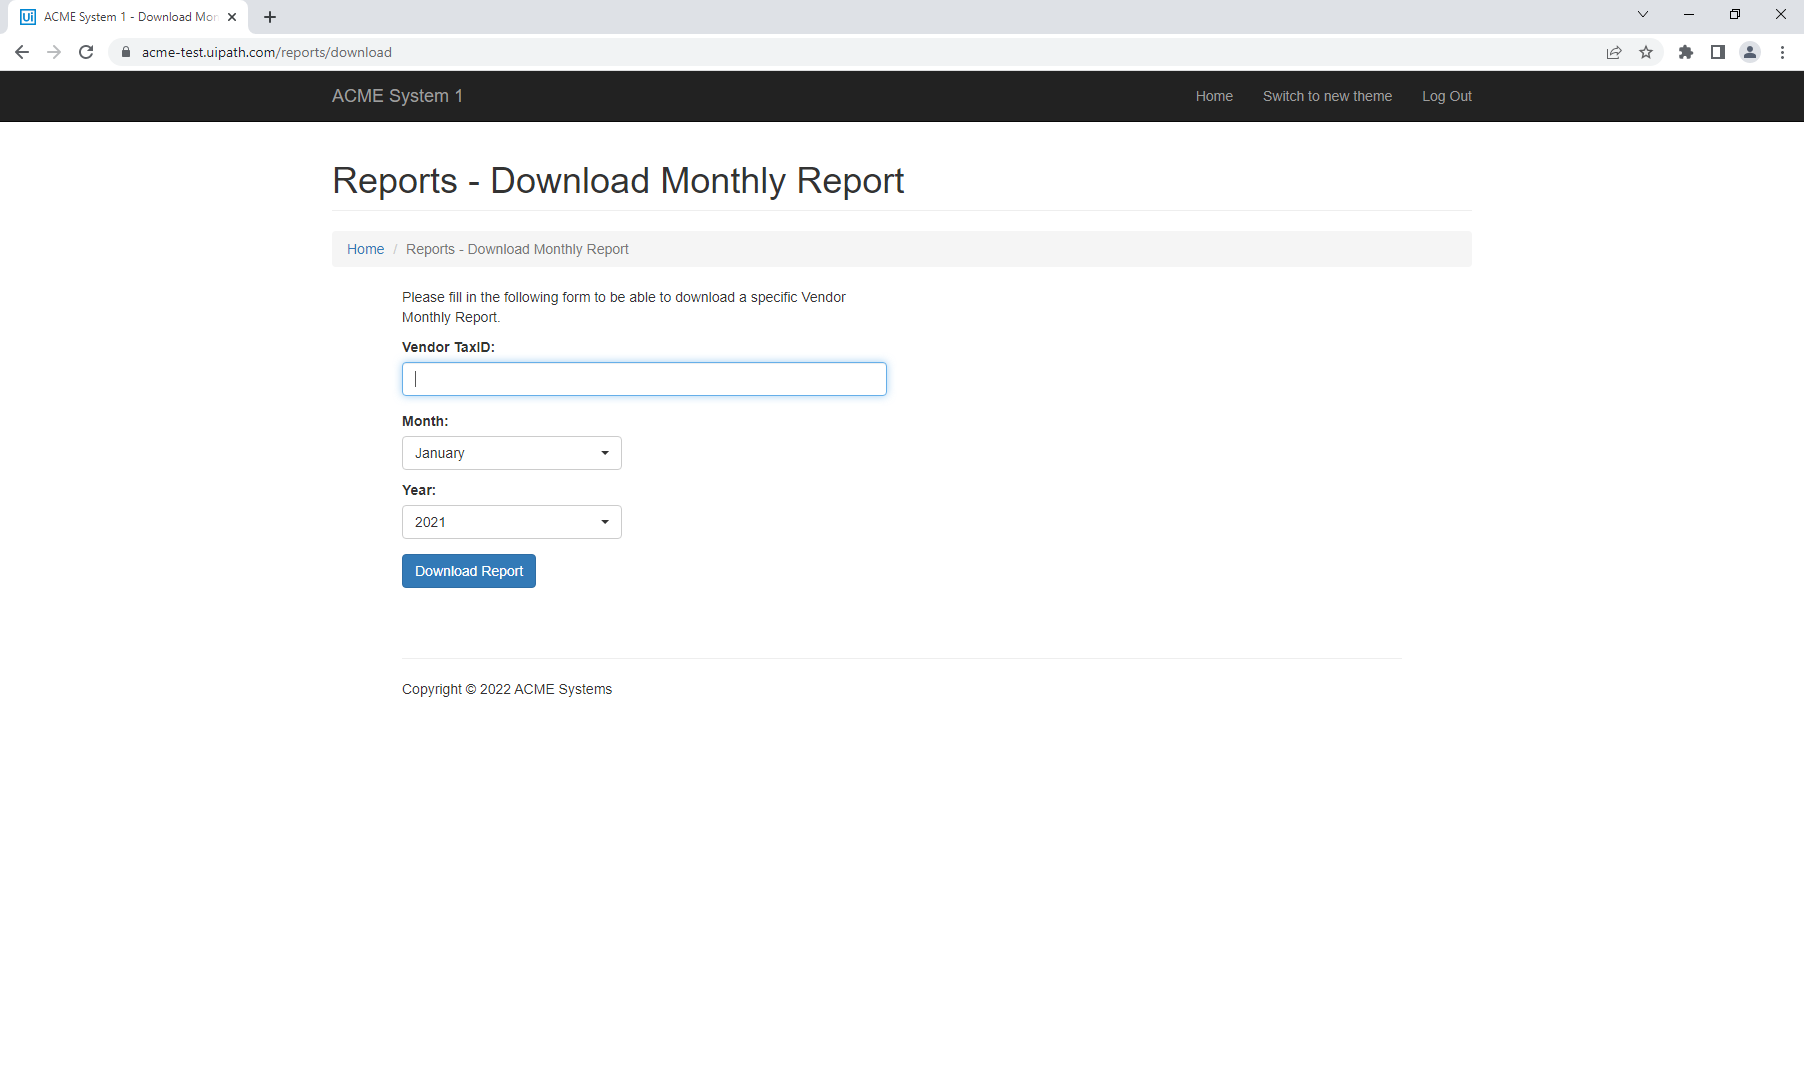 Ui ACME System 1 - Download Mon
acme-test.uipath.com/reports/download
ACME System 1
Home
Switch to new theme
Log Out
Reports - Download Monthly Report
Home / Reports - Download Monthly Report
Please fill in the following form to be able to download a specific Vendor
Monthly Report.
Vendor TaxID:
Month:
January
Year:
2021
Download Report
Copyright © 2022 ACME Systems